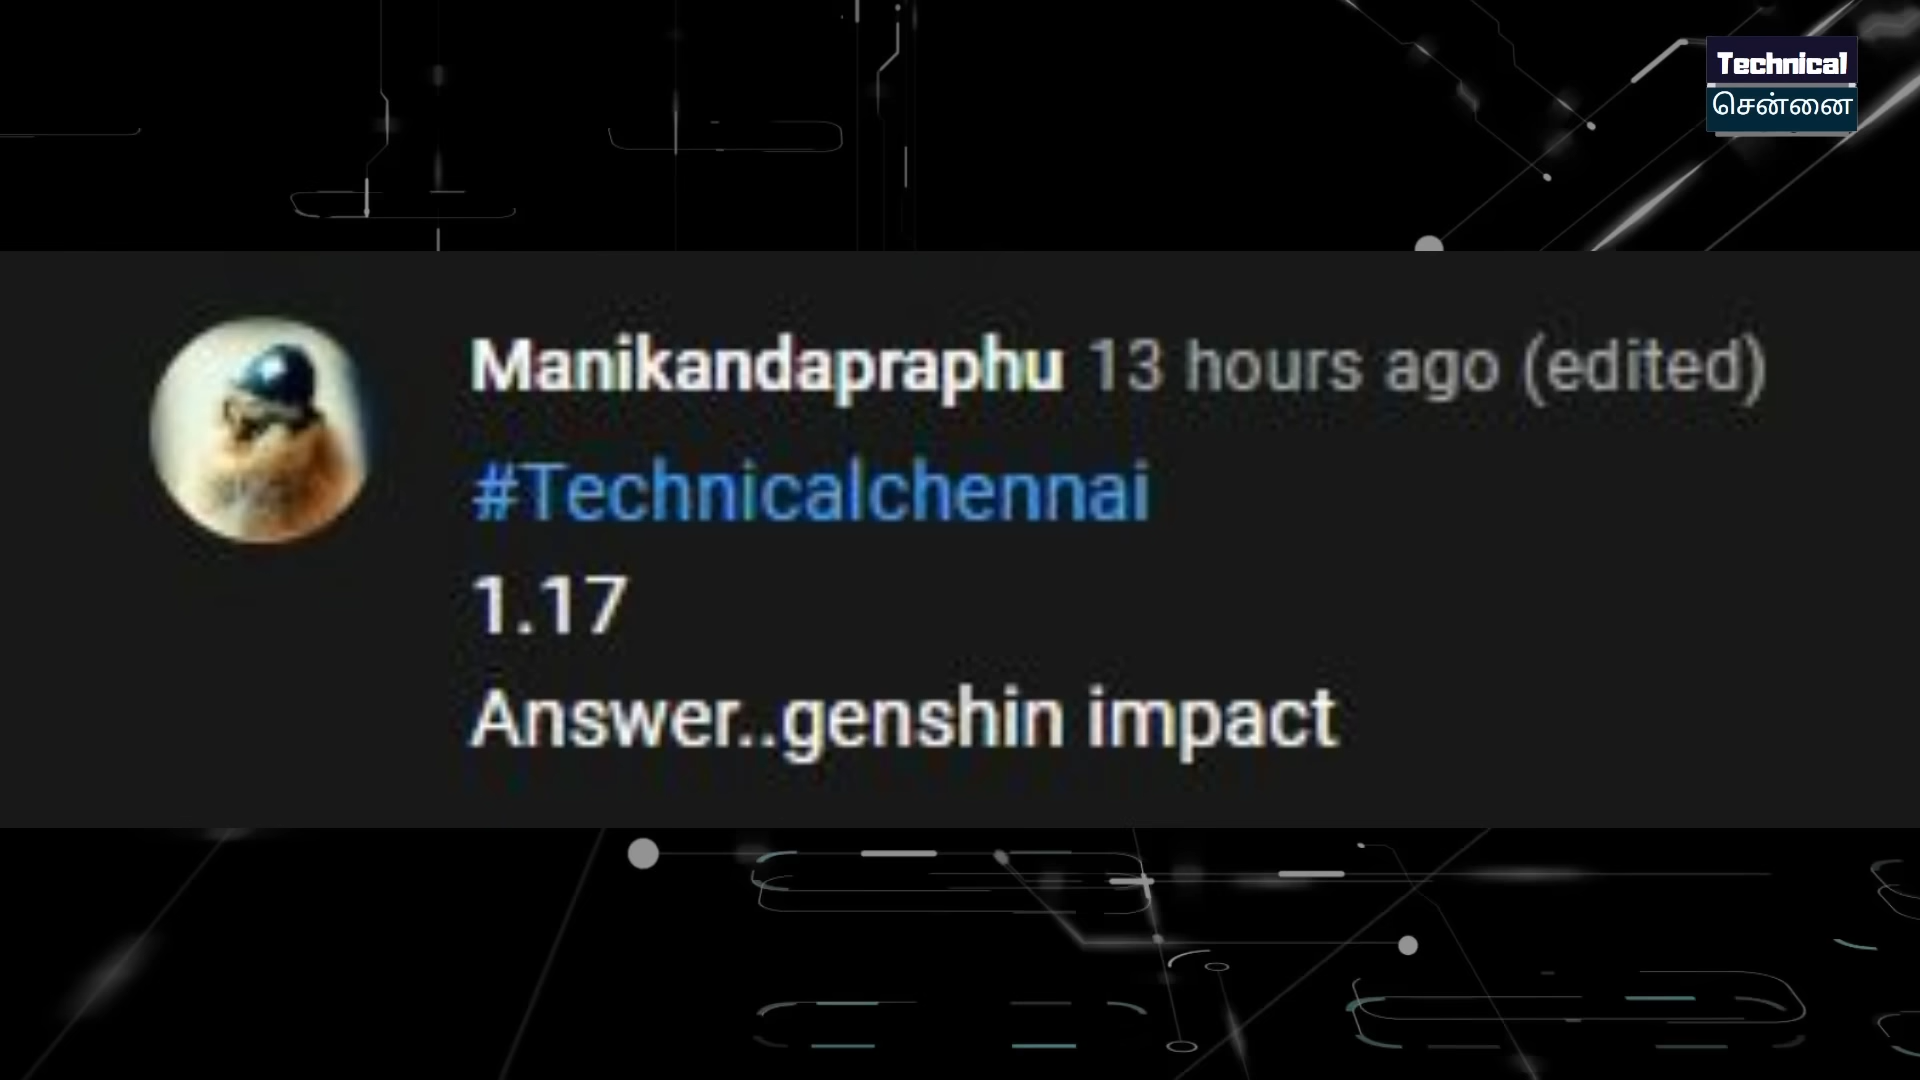 Technical
சென்னை
Manikandapraphu 13 hours ago (edited)
#Technicalchennai
1.17
Answer..genshin impact